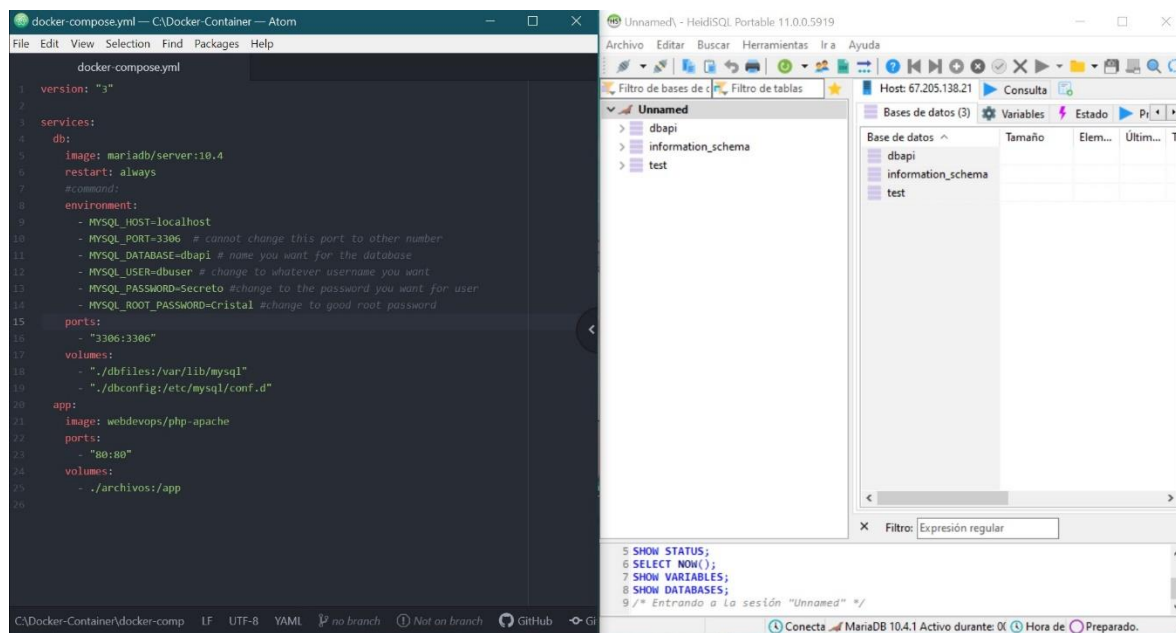 docker-compose.yml — C:\Docker-Container — Atom
File Edit View Selection Find Packages Help
docker-compose.yml
1 version: "3"
2
3 services:
4 db:
5 image: mariadb/server:10.4
6 restart: always
7 #command:
8 environment:
9 - MYSQL_HOST=localhost
10 - MYSQL_PORT=3306 # cannot change this port to other number
11 - MYSQL_DATABASE=dbapi # name you want for the database
12 - MYSQL_USER=dbuser # change to whatever username you want
13 - MYSQL_PASSWORD=Secreto #change to the password you want for user
14 - MYSQL_ROOT_PASSWORD=Cristal #change to good root password
15 ports:
16 - "3306:3306"
17 volumes:
18 - "./dbfiles:/var/lib/mysql"
19 - "./dbconfig:/etc/mysql/conf.d"
20 app:
21 image: webdevops/php-apache
22 ports:
23 - "80:80"
24 volumes:
25 - ./archivos:/app
26
C:\Docker-Container\docker-comp LF UTF-8 YAML no branch Not on branch GitHub Gi
Unnamed\ - HeidiSQL Portable 11.0.0.5919
Archivo Editar Buscar Herramientas Ir a Ayuda
Filtro de bases de c Filtro de tablas
Unnamed
dbapi
information_schema
test
Host: 67.205.138.21 Consulta
Bases de datos (3) Variables Estado
Base de datos Tamaño Elem... Últim...
dbapi
information_schema
test
Filtro: Expresión regular
5 SHOW STATUS;
6 SELECT NOW();
7 SHOW VARIABLES;
8 SHOW DATABASES;
9 /* Entrando a la sesión "Unnamed" */
Conecta MariaDB 10.4.1 Activo durante: 0( Hora de Preparado.